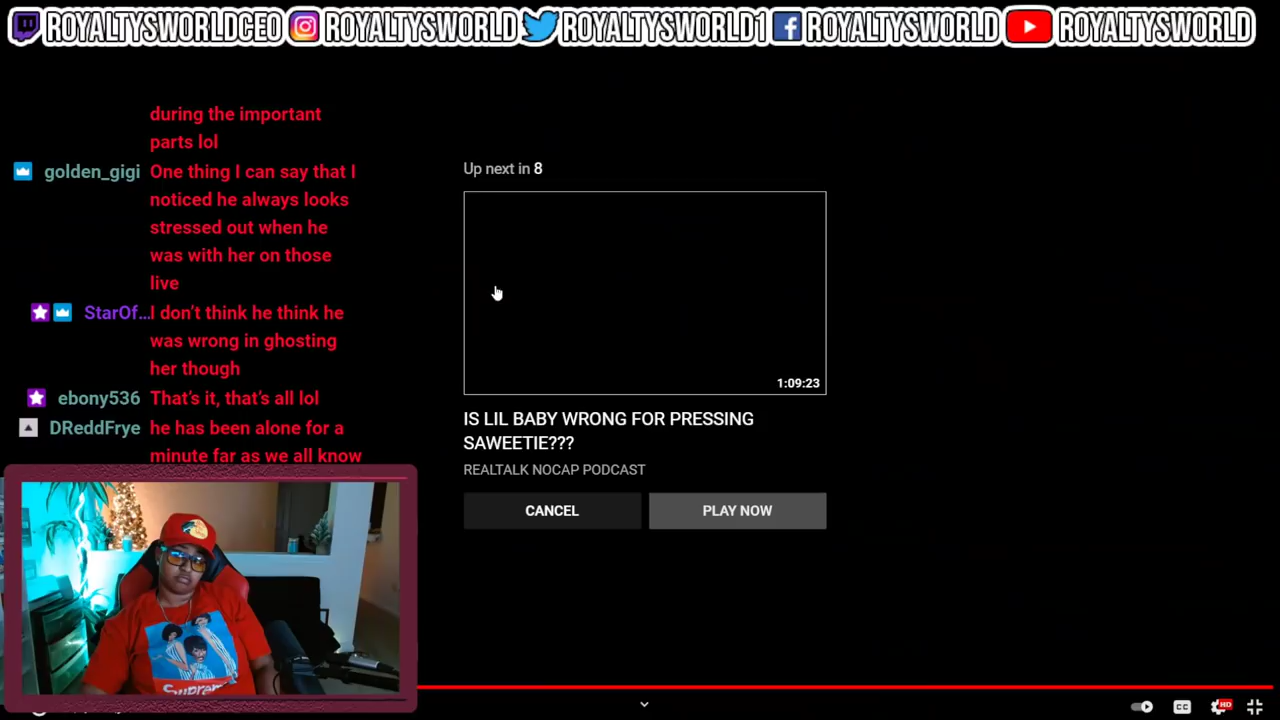 ROYALTYSWORLDCEO ROYALTYSWORLD ROYALTYSWORLD1 ROYALTYSWORLD ROYALTYSWORLD
during the important
parts lol
golden_gigi One thing I can say that I
noticed he always looks
stressed out when he
was with her on those
live
StarOf... I don't think he think he
was wrong in ghosting
her though
ebony536 That's it, that's all lol
DReddFrye he has been alone for a
minute far as we all know
Up next in 8
1:09:23
IS LIL BABY WRONG FOR PRESSING
SAWEETIE???
REALTALK NOCAP PODCAST
CANCEL PLAY NOW
Supreme
CC HD